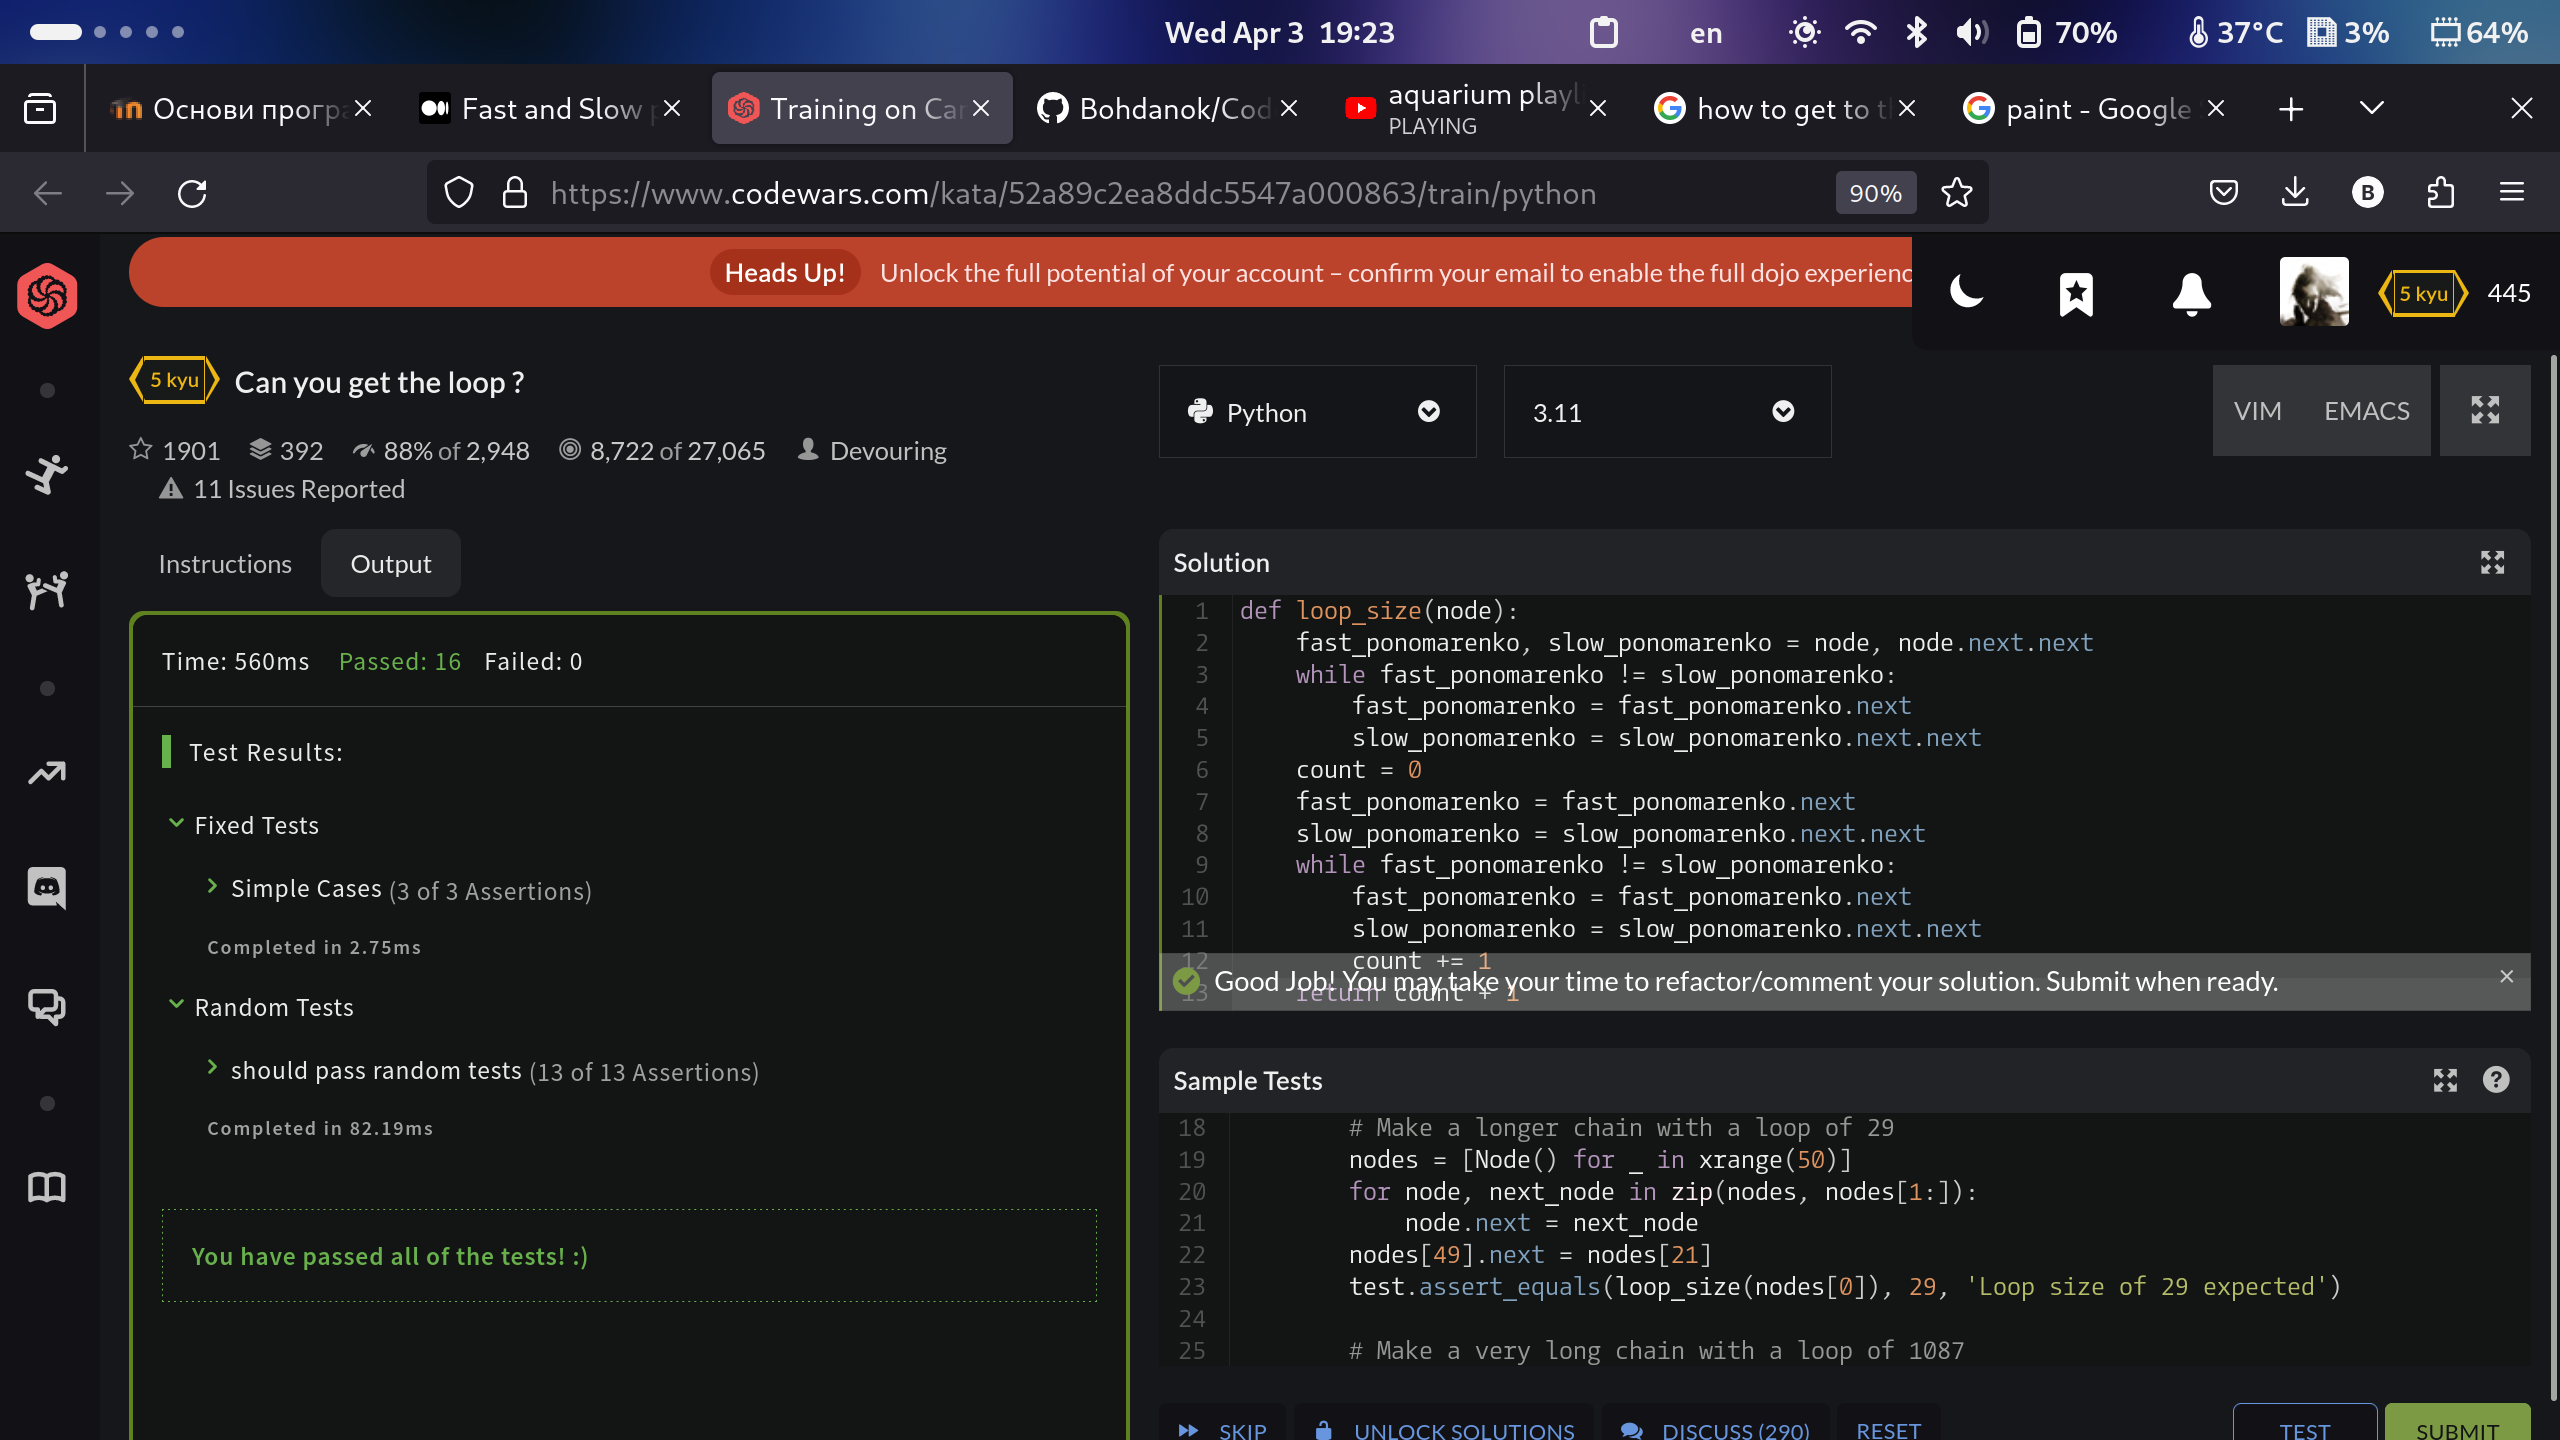 Wed Apr 3 19:23
en
70%
37°C
3%
64%
Основи програ
Fast and Slow p
Training on Can
Bohdanok/Cod
aquarium playl
PLAYING
how to get to t
paint - Google S
https://www.codewars.com/kata/52a89c2ea8ddc5547a000863/train/python
90%
B
Heads Up! Unlock the full potential of your account – confirm your email to enable the full dojo experienc
5 kyu 445
5 kyu Can you get the loop ?
1901 392 88% of 2,948 8,722 of 27,065 Devouring
11 Issues Reported
Python
3.11
VIM EMACS
Instructions Output
Time: 560ms Passed: 16 Failed: 0
Test Results:
Fixed Tests
Simple Cases (3 of 3 Assertions)
Completed in 2.75ms
Random Tests
should pass random tests (13 of 13 Assertions)
Completed in 82.19ms
You have passed all of the tests! :)
Solution
1 def loop_size(node):
2 fast_ponomarenko, slow_ponomarenko = node, node.next.next
3 while fast_ponomarenko != slow_ponomarenko:
4 fast_ponomarenko = fast_ponomarenko.next
5 slow_ponomarenko = slow_ponomarenko.next.next
6 count = 0
7 fast_ponomarenko = fast_ponomarenko.next
8 slow_ponomarenko = slow_ponomarenko.next.next
9 while fast_ponomarenko != slow_ponomarenko:
10 fast_ponomarenko = fast_ponomarenko.next
11 slow_ponomarenko = slow_ponomarenko.next.next
12 count += 1
Good Job! You may take your time to refactor/comment your solution. Submit when ready.
13 return count + 1
Sample Tests
18 # Make a longer chain with a loop of 29
19 nodes = [Node() for _ in xrange(50)]
20 for node, next_node in zip(nodes, nodes[1:]):
21 node.next = next_node
22 nodes[49].next = nodes[21]
23 test.assert_equals(loop_size(nodes[0]), 29, 'Loop size of 29 expected')
24
25 # Make a very long chain with a loop of 1087
SKIP UNLOCK SOLUTIONS DISCUSS (290) RESET TEST SUBMIT